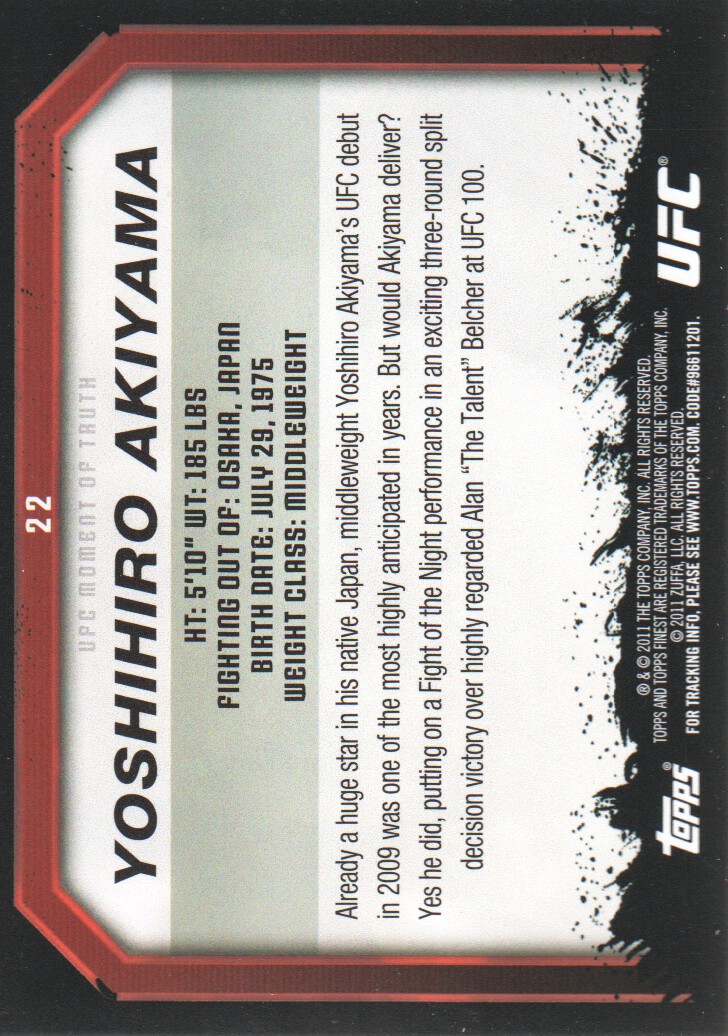 22
UFC MOMENT OF TRUTH
YOSHIHIRO AKIYAMA
HT: 5'10" WT: 185 LBS
FIGHTING OUT OF: OSAKA, JAPAN
BIRTH DATE: JULY 29, 1975
WEIGHT CLASS: MIDDLEWEIGHT
Already a huge star in his native Japan, middleweight Yoshihiro Akiyama's UFC debut
in 2009 was one of the most highly anticipated in years. But would Akiyama deliver?
Yes he did, putting on a Fight of the Night performance in an exciting three-round split
decision victory over highly regarded Alan "The Talent" Belcher at UFC 100.
® & © 2011 THE TOPPS COMPANY, INC. ALL RIGHTS RESERVED.
TOPPS AND TOPPS FINEST ARE REGISTERED TRADEMARKS OF THE TOPPS COMPANY, INC.
© 2011 ZUFFA, LLC. ALL RIGHTS RESERVED.
FOR TRACKING INFO, PLEASE SEE WWW.TOPPS.COM. CODE#96611201.
topps®
UFC®